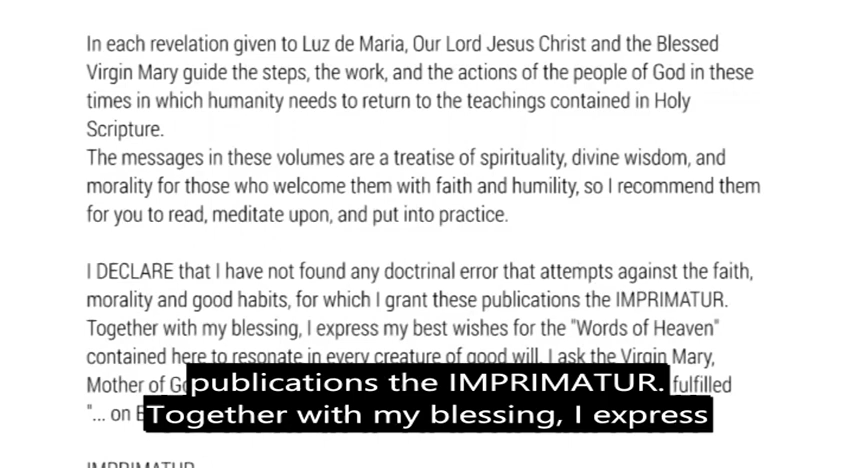 In each revelation given to Luz de Maria, Our Lord Jesus Christ and the Blessed
Virgin Mary guide the steps, the work, and the actions of the people of God in these
times in which humanity needs to return to the teachings contained in Holy
Scripture.
The messages in these volumes are a treatise of spirituality, divine wisdom, and
morality for those who welcome them with faith and humility, so I recommend them
for you to read, meditate upon, and put into practice.
I DECLARE that I have not found any doctrinal error that attempts against the faith,
morality and good habits, for which I grant these publications the IMPRIMATUR.
Together with my blessing, I express my best wishes for the "Words of Heaven"
contained here to resonate in every creature of good will. I ask the Virgin Mary,
Mother of fulfilled
"... on
publications the IMPRIMATUR.
Together with my blessing, I express
IMPRIMATUR